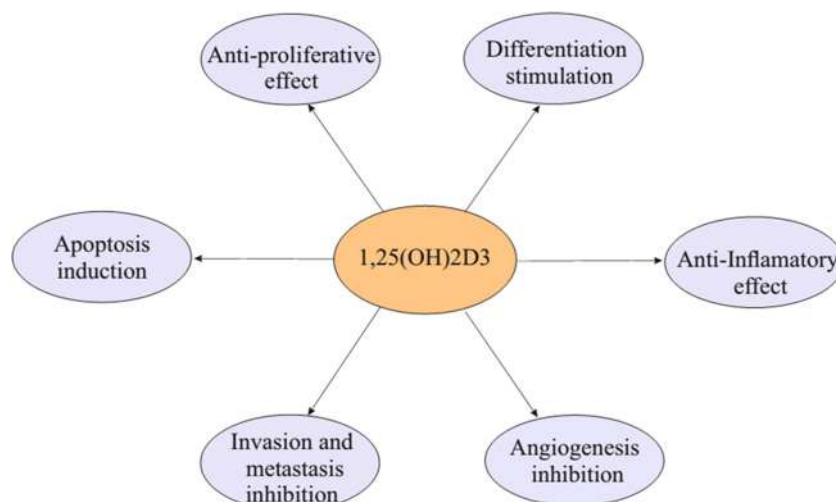 Anti-proliferative
effect
Differentiation
stimulation
Apoptosis
induction
1,25(OH)2D3
Anti-Inflamatory
effect
Invasion and
metastasis
inhibition
Angiogenesis
inhibition